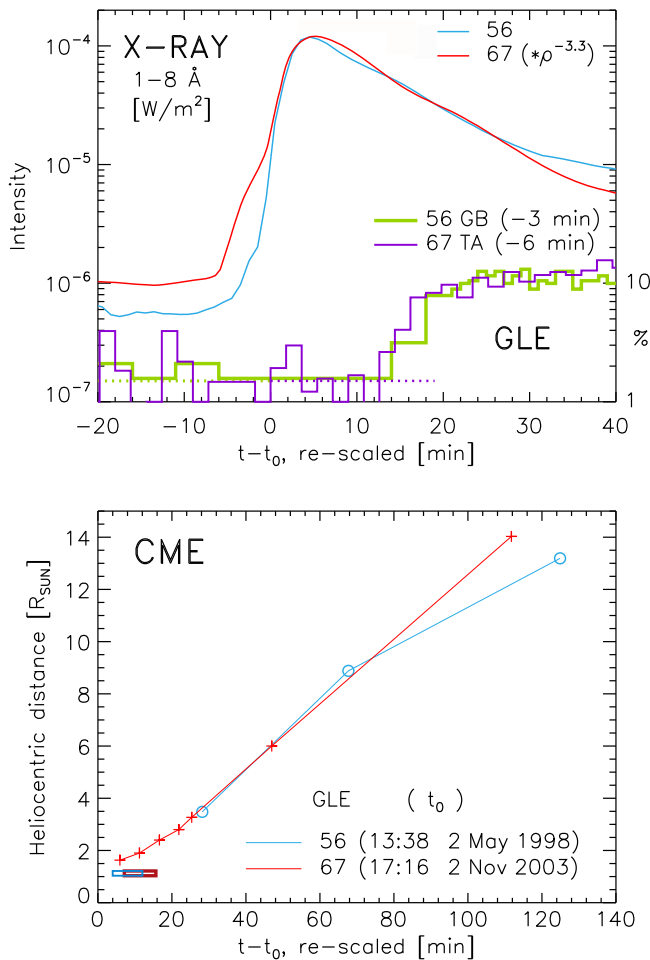 X-RAY
1-8 Å
[W/m²]
56
67 (*ρ⁻³·³)
10⁻⁴
10⁻⁵
10⁻⁶
10⁻⁷
Intensity
56 GB (-3 min)
67 TA (-6 min)
GLE
10
%
1
-20 -10 0 10 20 30 40
t-t₀, re-scaled [min]
CME
14
12
10
8
6
4
2
0
Heliocentric distance [R_SUN]
GLE ( t₀ )
56 (13:38 2 May 1998)
67 (17:16 2 Nov 2003)
0 20 40 60 80 100 120 140
t-t₀, re-scaled [min]